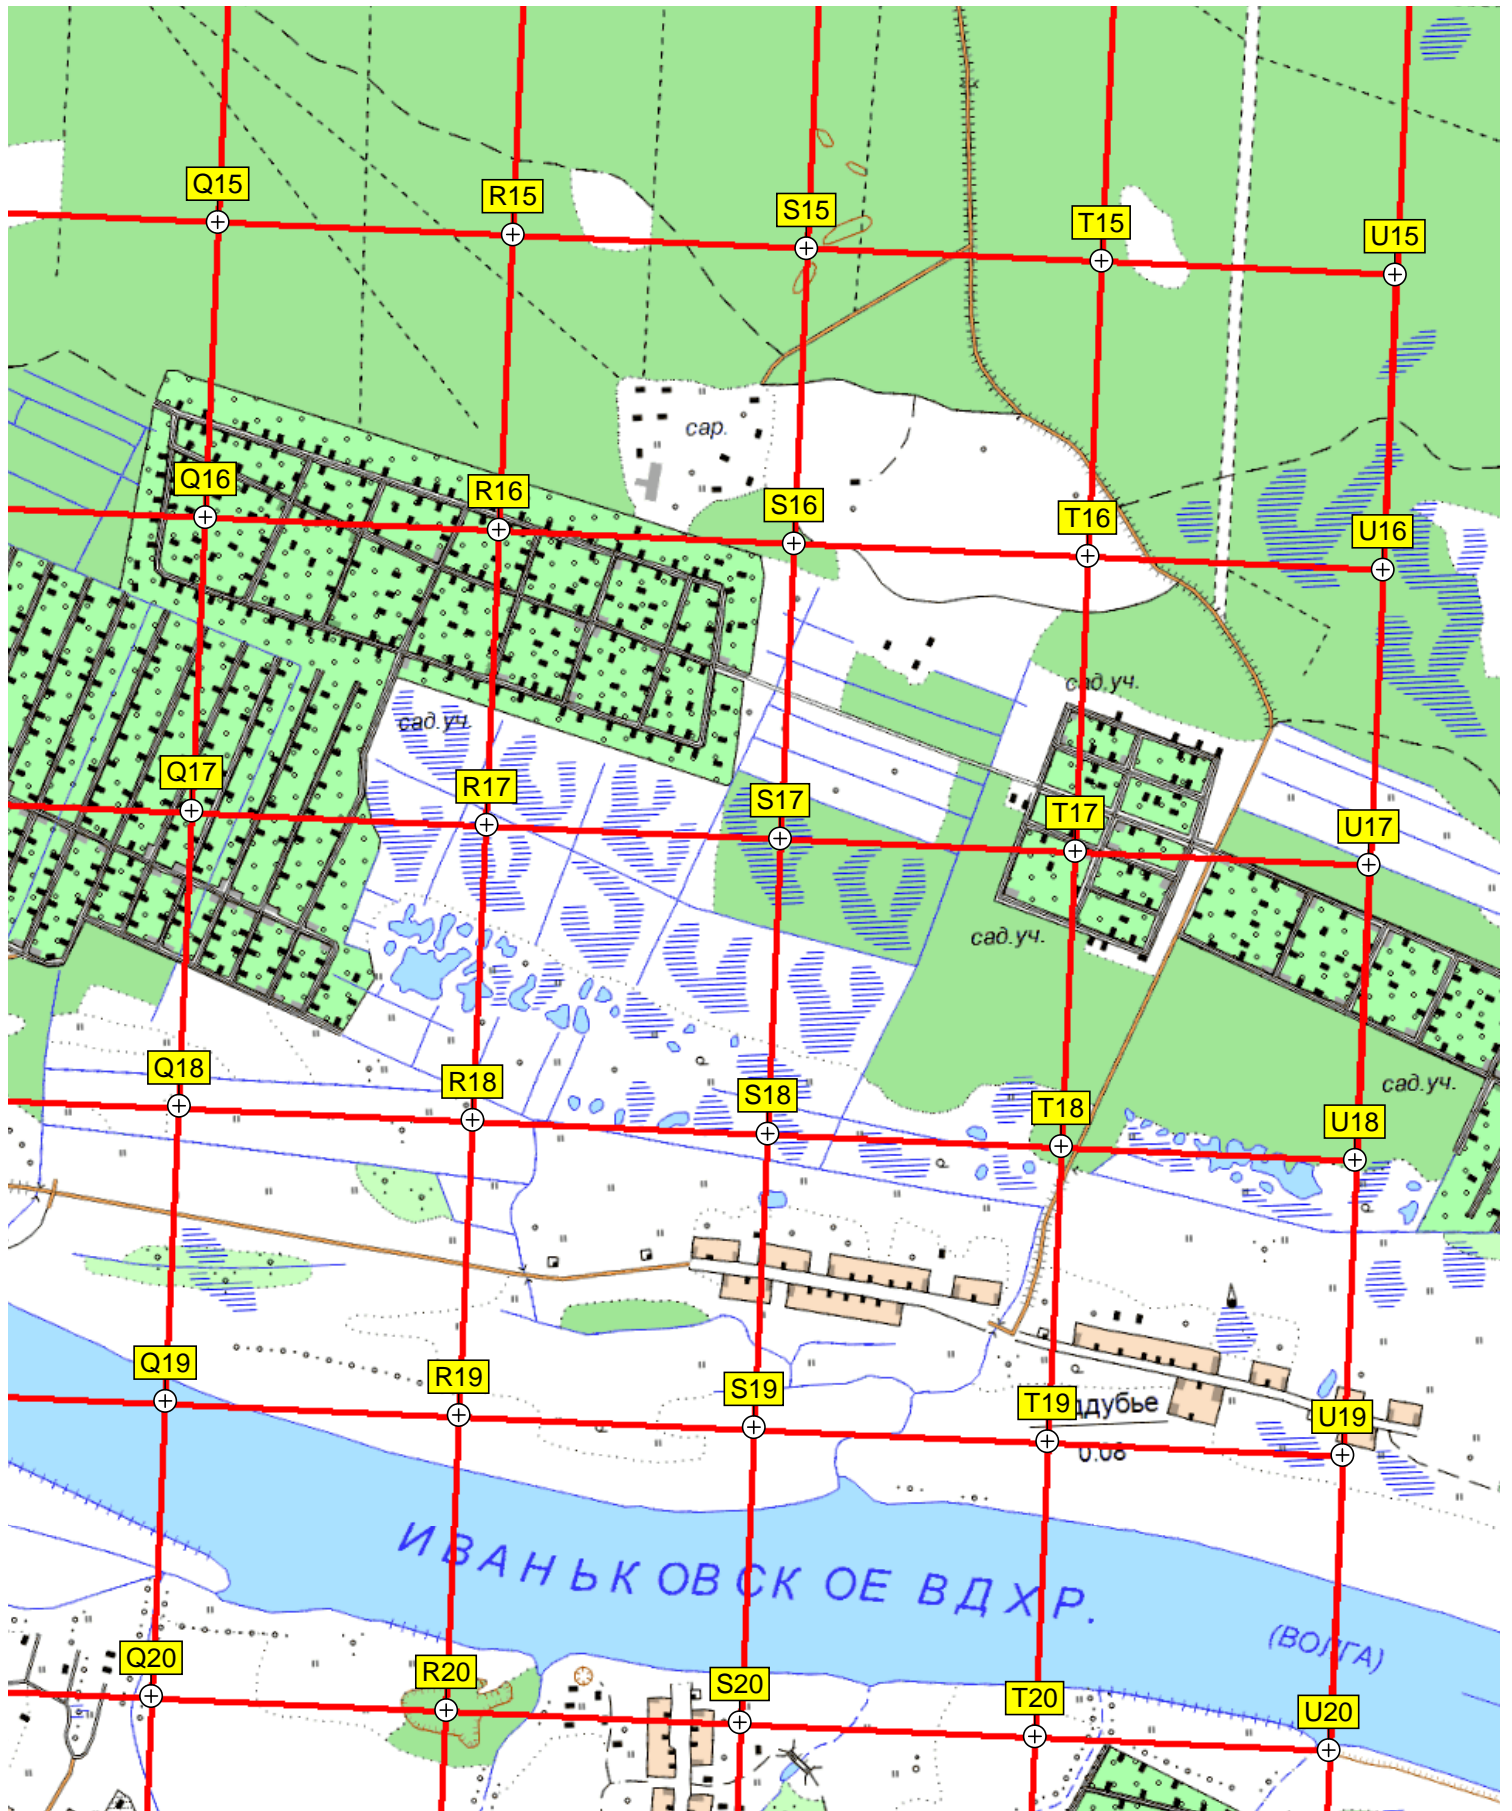 Q15
R15
S15
T15
U15
сар.
Q16
R16
S16
T16
U16
сад.уч.
сад.уч.
Q17
R17
S17
T17
U17
сад.уч.
Q18
R18
S18
T18
U18
сад.уч.
Q19
R19
S19
T19
U19
0.08
ИВАНЬКОВСКОЕ ВДХР.
(ВОЛГА)
Q20
R20
S20
T20
U20